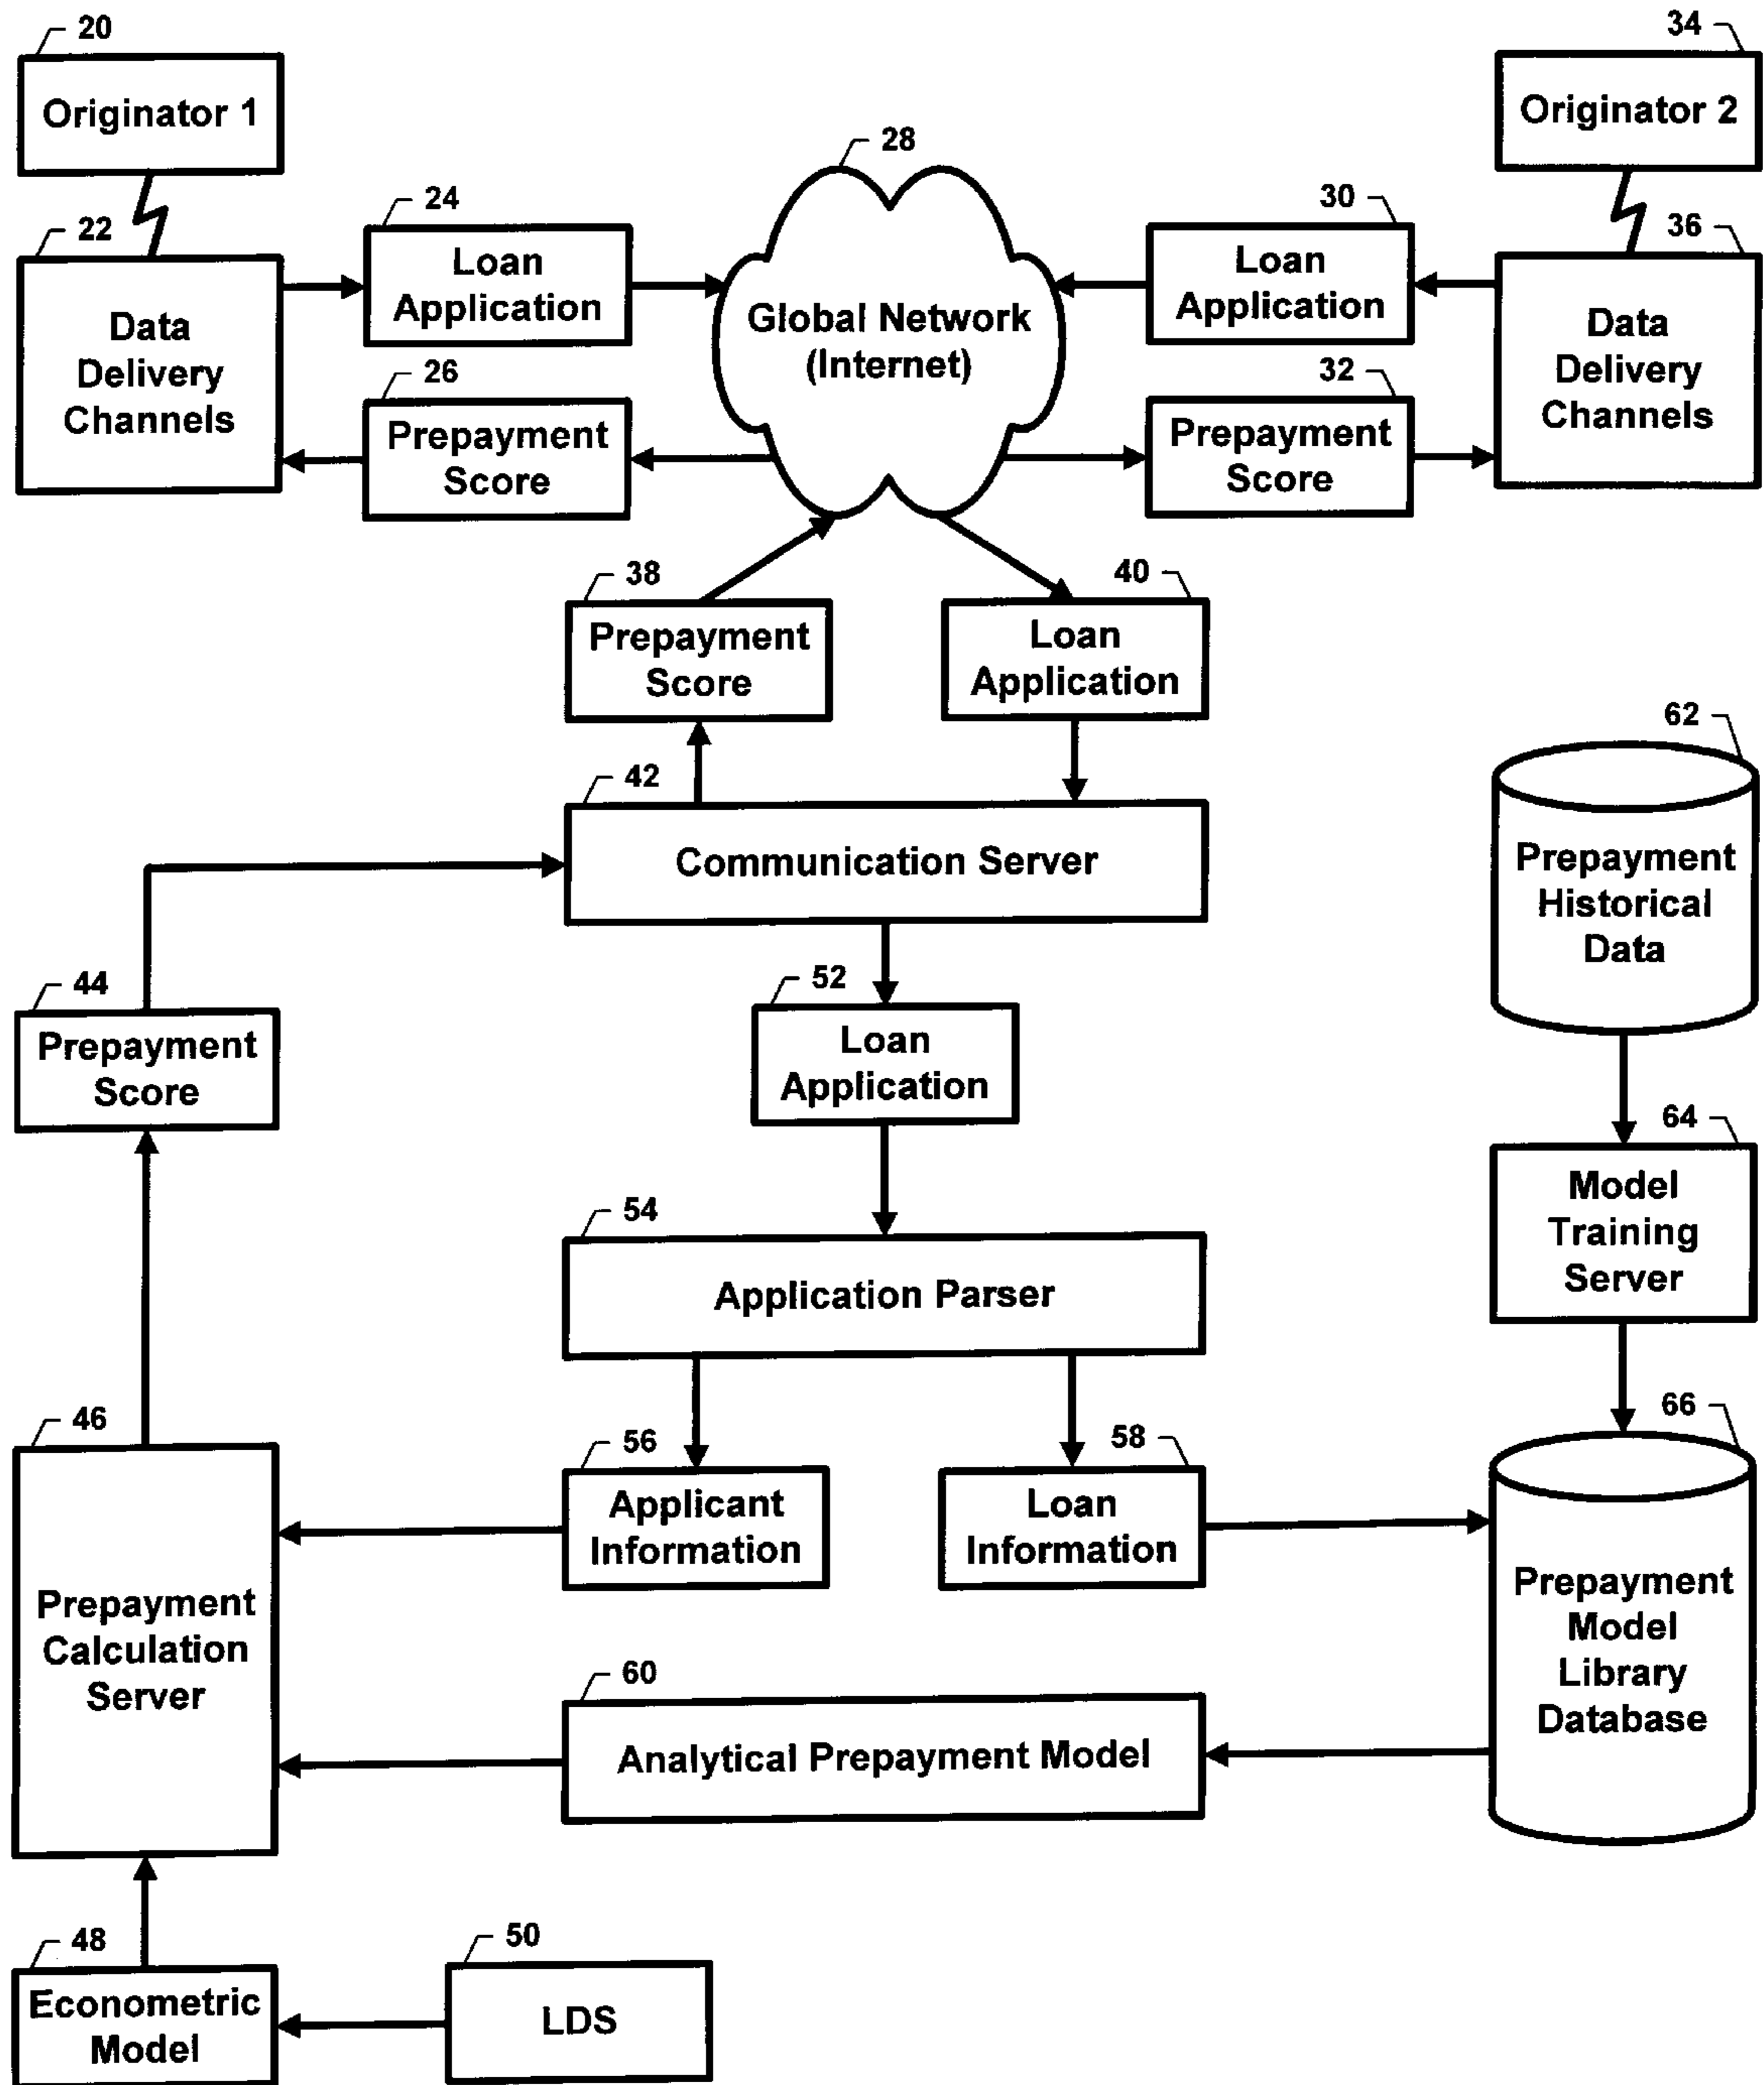 20
Originator 1
34
Originator 2
28
Global Network
(Internet)
22
Data
Delivery
Channels
24
Loan
Application
26
Prepayment
Score
30
Loan
Application
32
Prepayment
Score
36
Data
Delivery
Channels
38
Prepayment
Score
40
Loan
Application
42
Communication Server
62
Prepayment
Historical
Data
44
Prepayment
Score
52
Loan
Application
64
Model
Training
Server
54
Application Parser
46
Prepayment
Calculation
Server
56
Applicant
Information
58
Loan
Information
66
Prepayment
Model
Library
Database
60
Analytical Prepayment Model
48
Econometric
Model
50
LDS